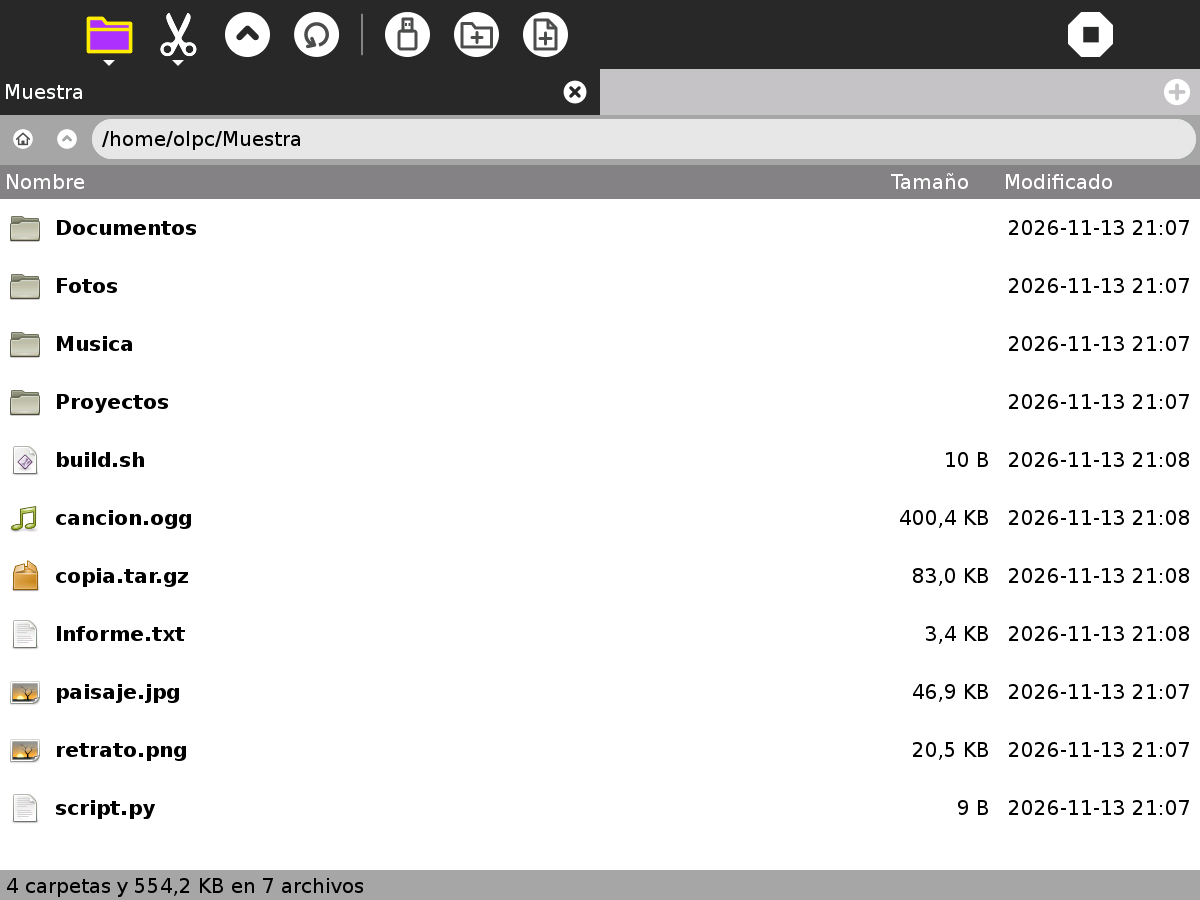 Muestra
/home/olpc/Muestra
Nombre Tamaño Modificado
Documentos 2026-11-13 21:07
Fotos 2026-11-13 21:07
Musica 2026-11-13 21:07
Proyectos 2026-11-13 21:07
build.sh 10 B 2026-11-13 21:08
cancion.ogg 400,4 KB 2026-11-13 21:08
copia.tar.gz 83,0 KB 2026-11-13 21:08
Informe.txt 3,4 KB 2026-11-13 21:08
paisaje.jpg 46,9 KB 2026-11-13 21:07
retrato.png 20,5 KB 2026-11-13 21:07
script.py 9 B 2026-11-13 21:07
4 carpetas y 554,2 KB en 7 archivos